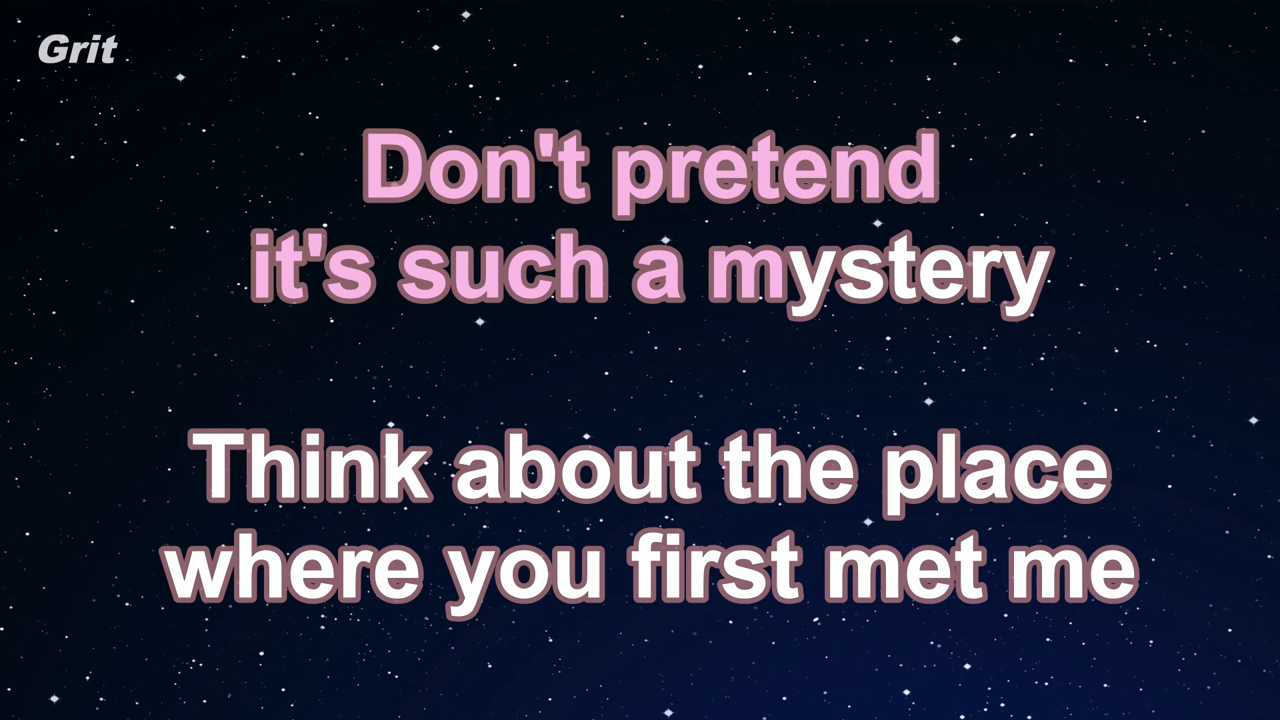 Grit
Don't pretend
it's such a mystery
Think about the place
where you first met me